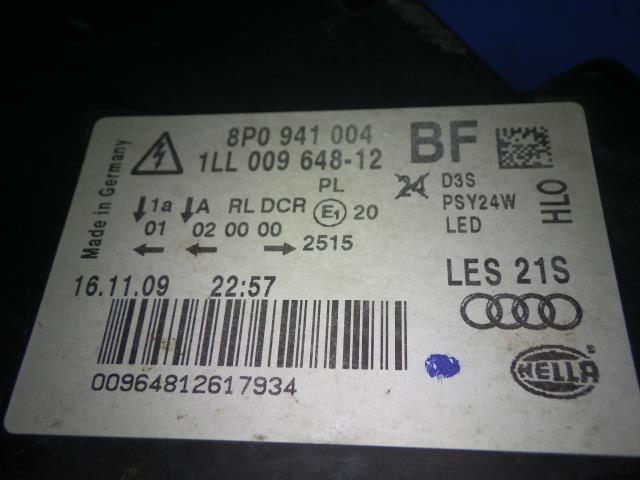 Made in Germany
8P0 941 004
1LL 009 648-12
BF
PL
24 D3S
PSY24W
LED
HLO
1a A RL DCR E1 20
01 02 00 00
2515
16.11.09 22:57
LES 21S
00964812617934
HELLA